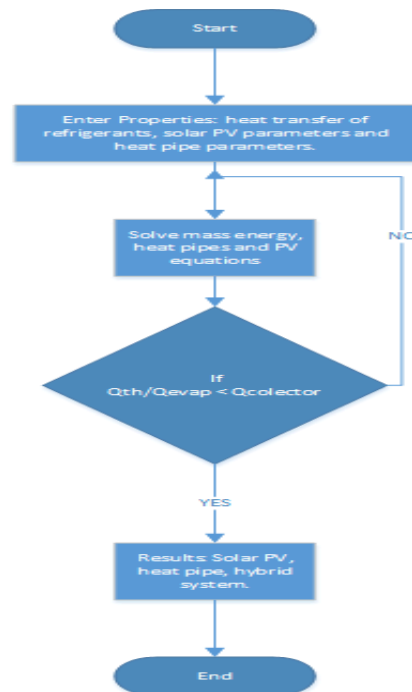 Start
Enter Properties: heat transfer of
refrigerants, solar PV parameters and
heat pipe parameters.
Solve mass energy,
heat pipes and PV
equations
NO
If
Qth/Qevap < Qcolector
YES
Results: Solar PV,
heat pipe, hybrid
system.
End